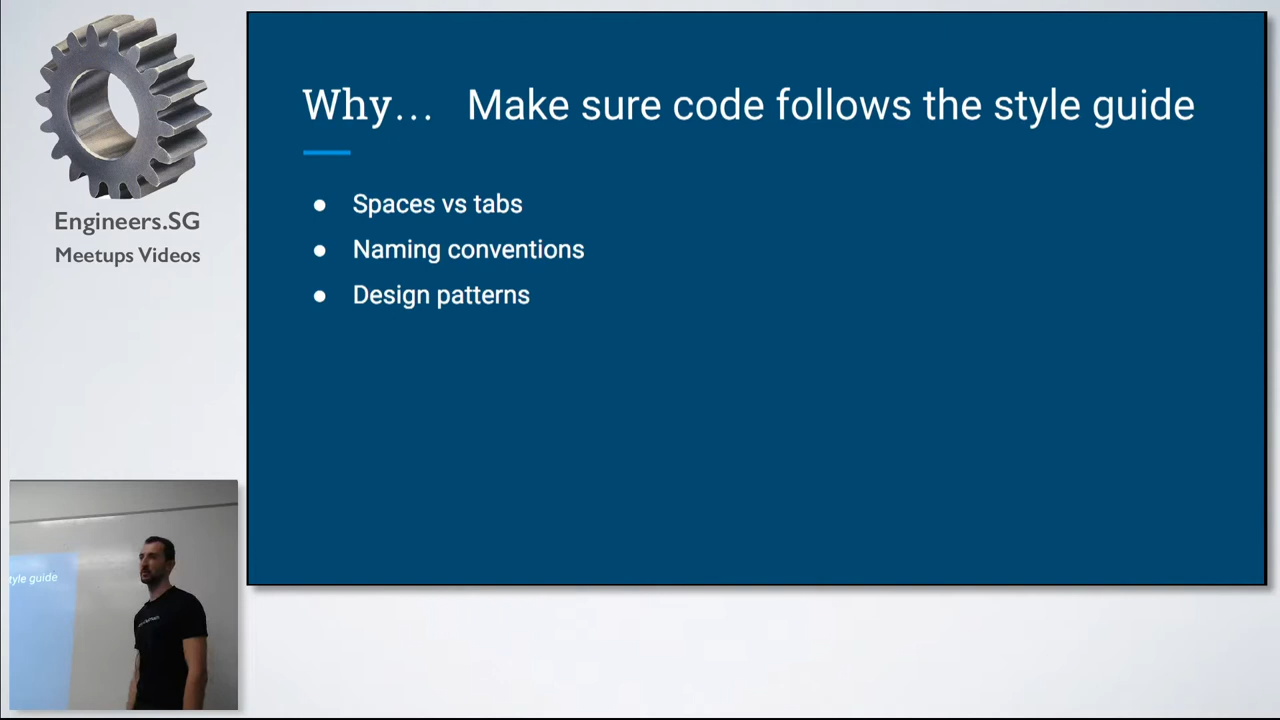 Engineers.SG
Meetups Videos
Why… Make sure code follows the style guide
● Spaces vs tabs
● Naming conventions
● Design patterns
tyle guide